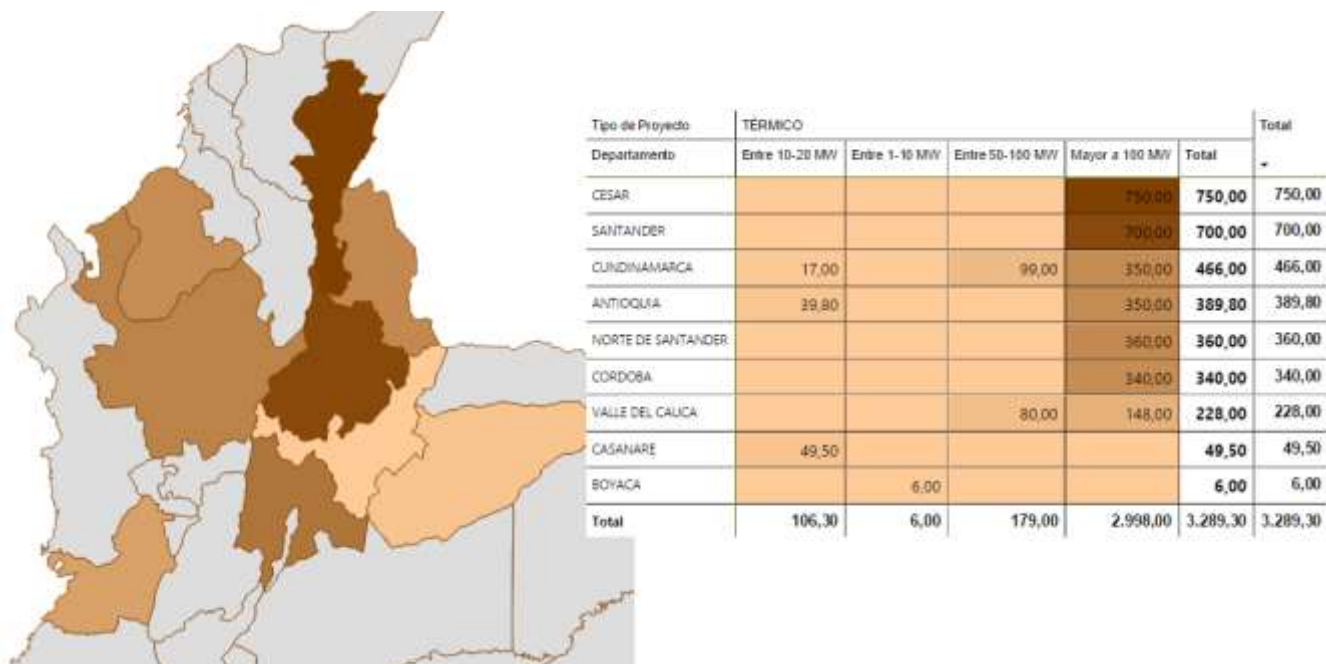 Tipo de Proyecto TÉRMICO Total
Departamento Entre 10-20 MW Entre 1-10 MW Entre 50-100 MW Mayor a 100 MW Total
CESAR 750,00 750,00 750,00
SANTANDER 700,00 700,00 700,00
CUNDINAMARCA 17,00 99,00 350,00 466,00 466,00
ANTIOQUIA 39,80 350,00 389,80 389,80
NORTE DE SANTANDER 360,00 360,00 360,00
CORDOBA 340,00 340,00 340,00
VALLE DEL CAUCA 80,00 148,00 228,00 228,00
CASANARE 49,50 49,50 49,50
BOYACA 6,00 6,00 6,00
Total 106,30 6,00 179,00 2.998,00 3.289,30 3.289,30